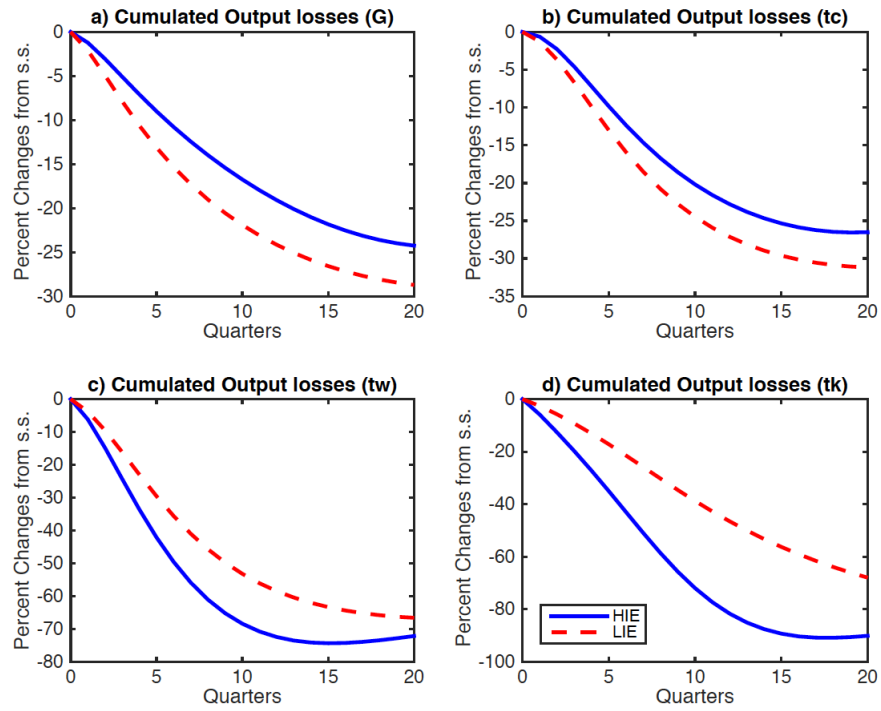 a) Cumulated Output losses (G)
Percent Changes from s.s.
0
-5
-10
-15
-20
-25
-30
0 5 10 15 20
Quarters
b) Cumulated Output losses (tc)
Percent Changes from s.s.
0
-5
-10
-15
-20
-25
-30
-35
0 5 10 15 20
Quarters
c) Cumulated Output losses (tw)
Percent Changes from s.s.
0
-10
-20
-30
-40
-50
-60
-70
-80
0 5 10 15 20
Quarters
d) Cumulated Output losses (tk)
Percent Changes from s.s.
0
-20
-40
-60
-80
-100
HIE
LIE
0 5 10 15 20
Quarters